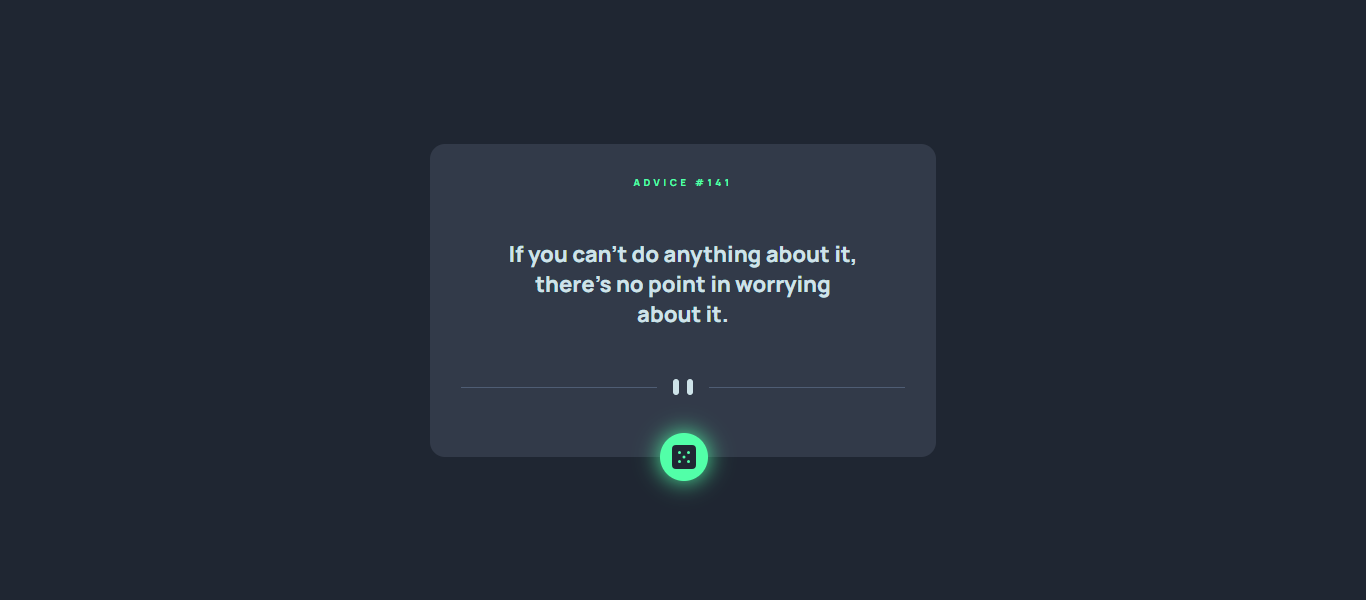 ADVICE #141
If you can’t do anything about it,
there’s no point in worrying
about it.